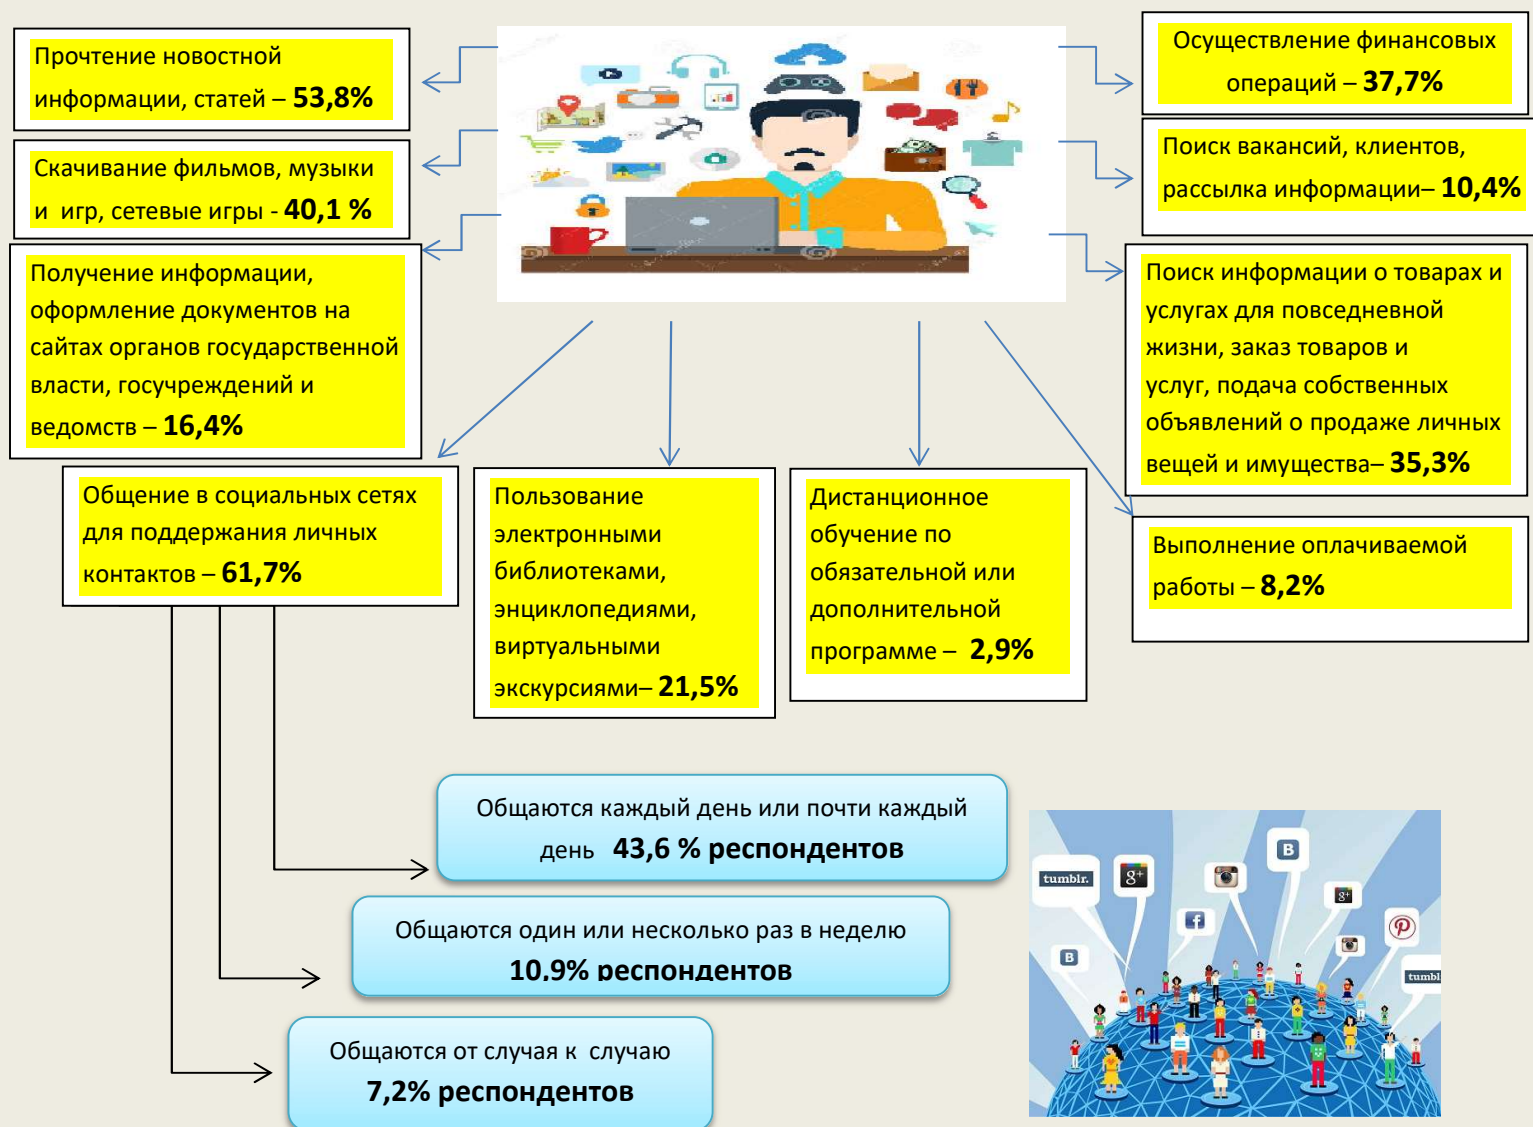 Прочтение новостной
информации, статей – 53,8%
Скачивание фильмов, музыки
и игр, сетевые игры - 40,1 %
Получение информации,
оформление документов на
сайтах органов государственной
власти, госучреждений и
ведомств – 16,4%
Осуществление финансовых
операций – 37,7%
Поиск вакансий, клиентов,
рассылка информации– 10,4%
Поиск информации о товарах и
услугах для повседневной
жизни, заказ товаров и
услуг, подача собственных
объявлений о продаже личных
вещей и имущества– 35,3%
Общение в социальных сетях
для поддержания личных
контактов – 61,7%
Пользование
электронными
библиотеками,
энциклопедиями,
виртуальными
экскурсиями– 21,5%
Дистанционное
обучение по
обязательной или
дополнительной
программе – 2,9%
Выполнение оплачиваемой
работы – 8,2%
Общаются каждый день или почти каждый
день 43,6 % респондентов
Общаются один или несколько раз в неделю
10,9% респондентов
Общаются от случая к случаю
7,2% респондентов
tumblr.
g+
B
g+
f
B
tumbl